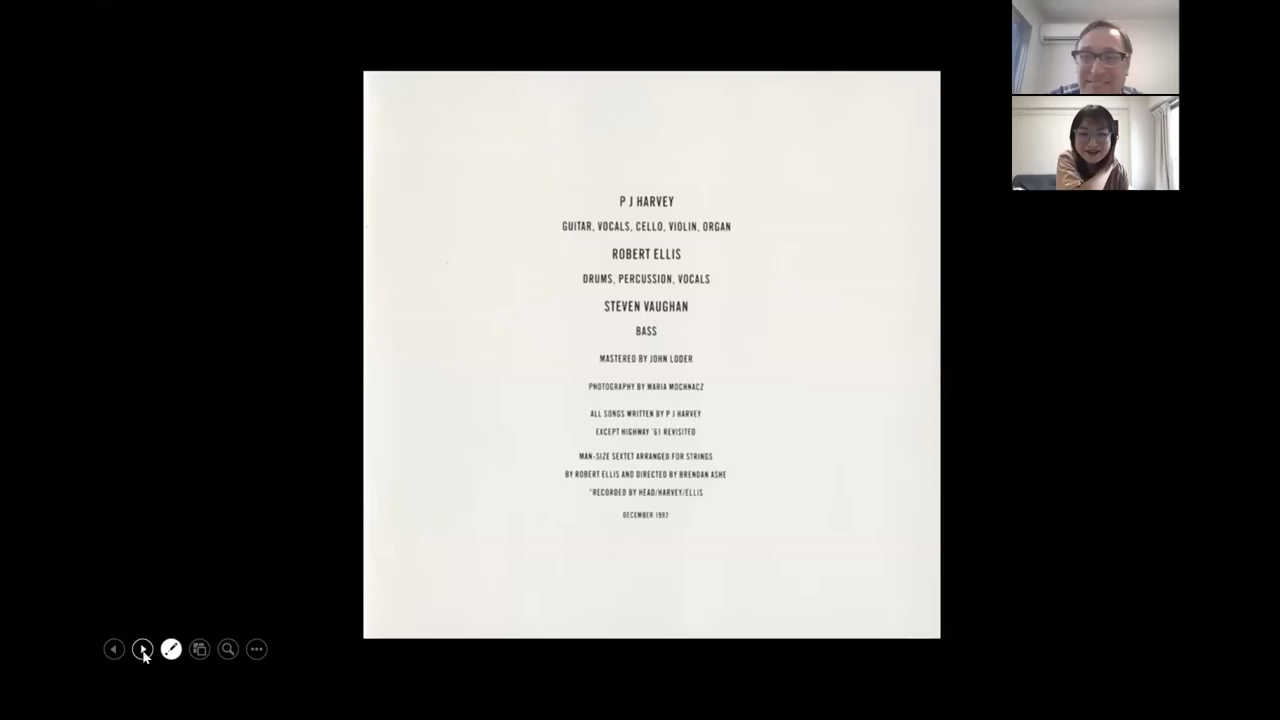 P J HARVEY
GUITAR, VOCALS, CELLO, VIOLIN, ORGAN
ROBERT ELLIS
DRUMS, PERCUSSION, VOCALS
STEVEN VAUGHAN
BASS
MASTERED BY JOHN LODER
PHOTOGRAPHY BY MARIA MOCHNACZ
ALL SONGS WRITTEN BY P J HARVEY
EXCEPT HIGHWAY '61 REVISITED
MAN-SIZE SEXTET ARRANGED FOR STRINGS
BY ROBERT ELLIS AND DIRECTED BY BRENDAN ASHE
*RECORDED BY HEAD/HARVEY/ELLIS
DECEMBER 1992